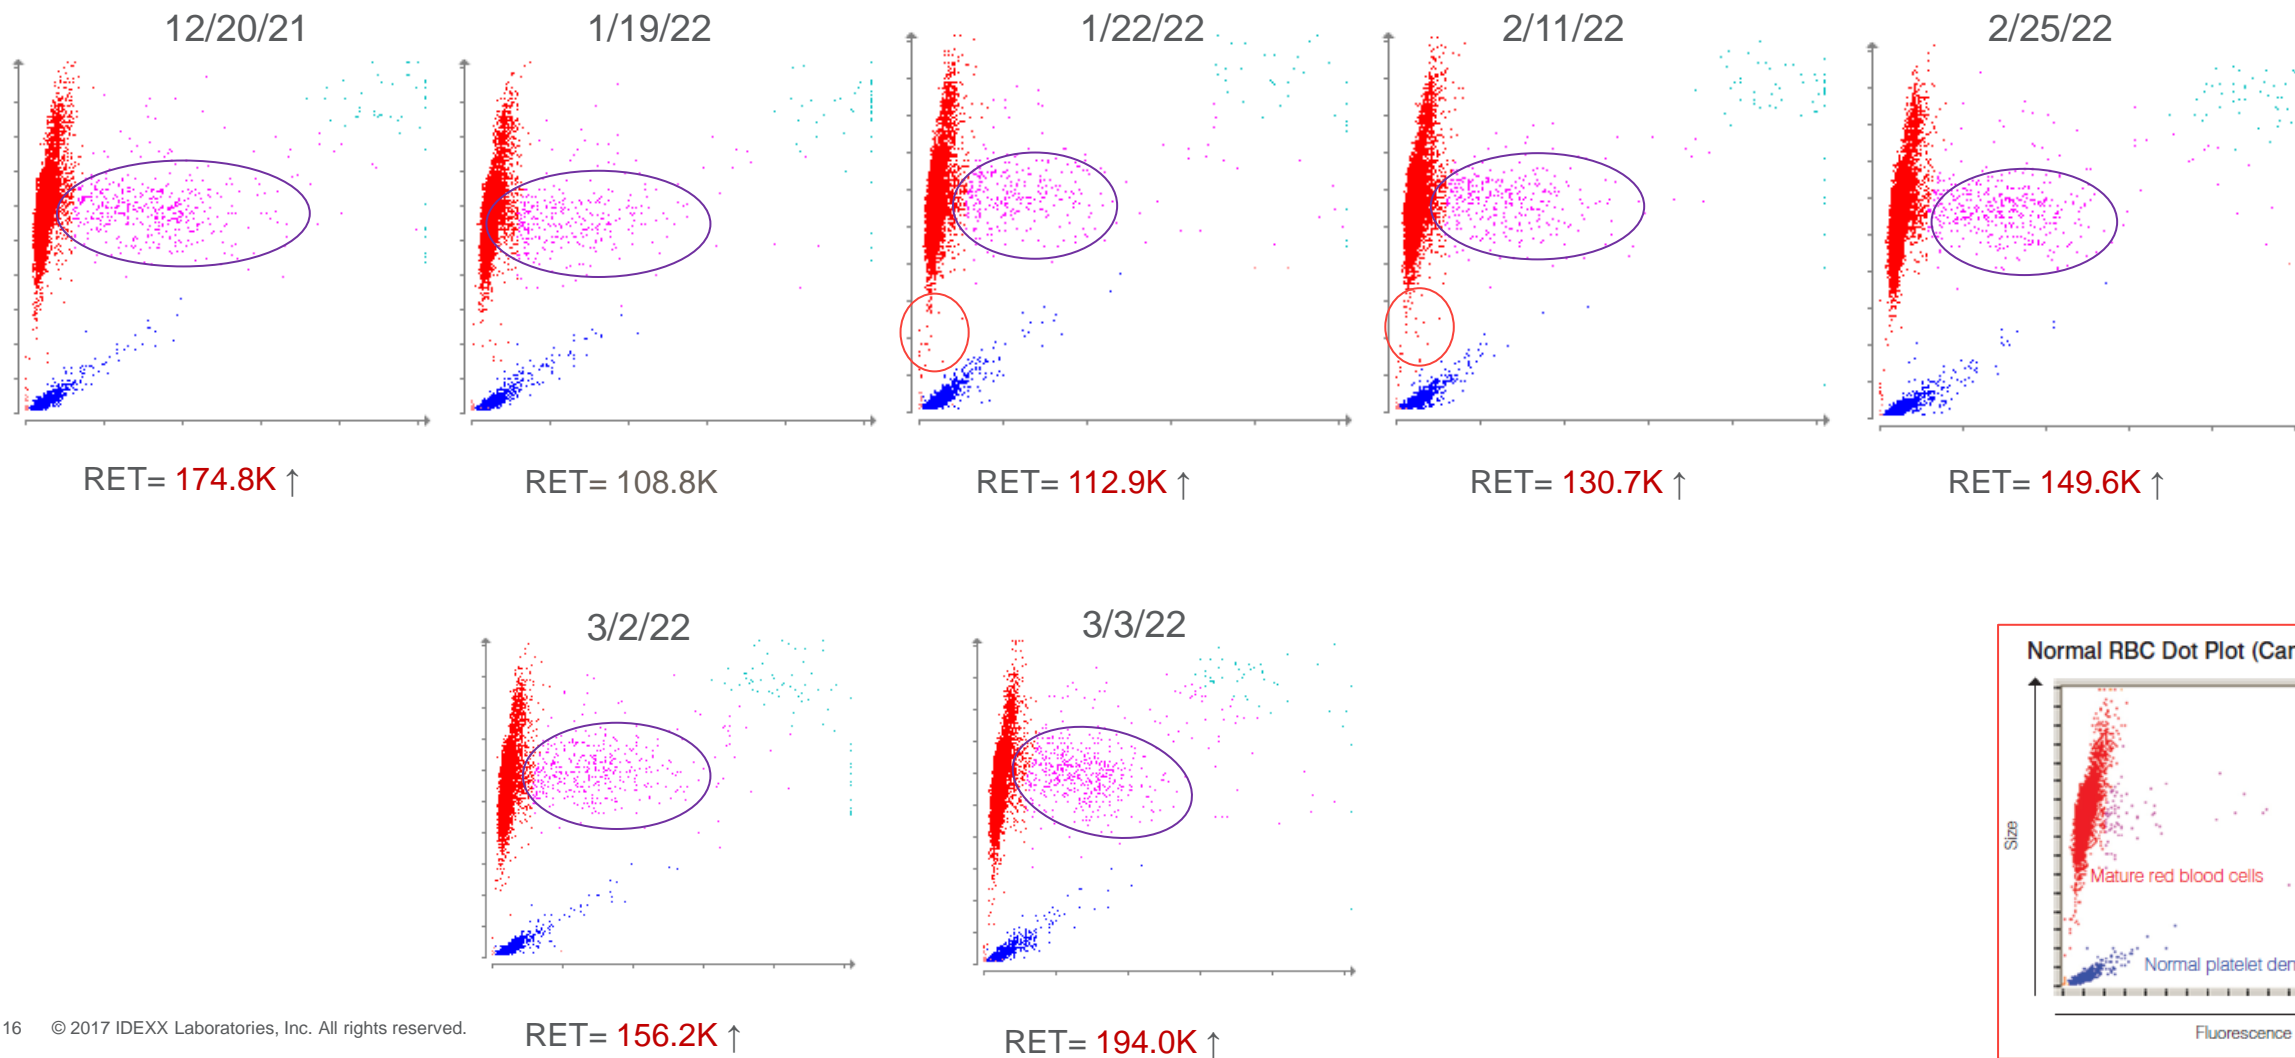 12/20/21
1/19/22
1/22/22
2/11/22
2/25/22
RET= 174.8K ↑
RET= 108.8K
RET= 112.9K ↑
RET= 130.7K ↑
RET= 149.6K ↑
3/2/22
3/3/22
Normal RBC Dot Plot (Can
Size
Mature red blood cells
Normal platelet den
Fluorescence
RET= 156.2K ↑
RET= 194.0K ↑
16 © 2017 IDEXX Laboratories, Inc. All rights reserved.